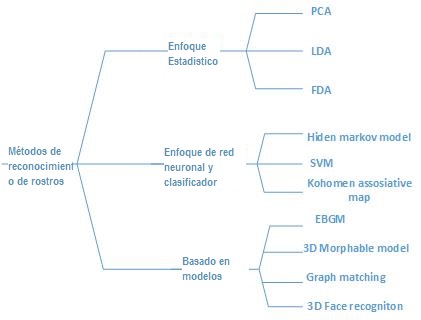 Métodos de
reconocimient
o de rostros
Enfoque
Estadistico
PCA
LDA
FDA
Enfoque de red
neuronal y
clasificador
Hiden markov model
SVM
Kohomen assosiative
map
Basado en
modelos
EBGM
3D Morphable model
Graph matching
3D Face recogniton